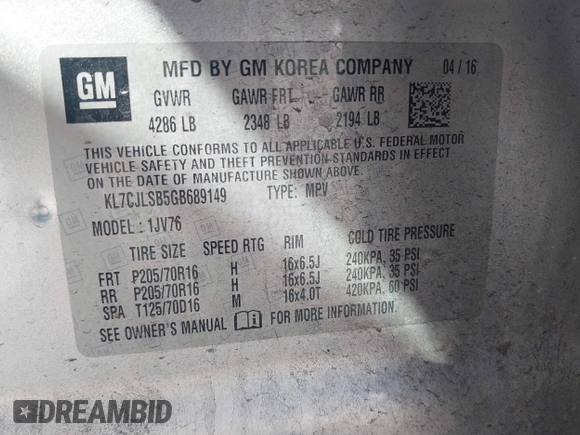 GM
MFD BY GM KOREA COMPANY 04 / 16
GVWR GAWR FRT GAWR RR
4286 LB 2348 LB 2194 LB
THIS VEHICLE CONFORMS TO ALL APPLICABLE U.S. FEDERAL MOTOR
VEHICLE SAFETY AND THEFT PREVENTION STANDARDS IN EFFECT
ON THE DATE OF MANUFACTURE SHOWN ABOVE.
KL7CJLSB5GB689149 TYPE: MPV
MODEL : 1JV76
TIRE SIZE SPEED RTG RIM COLD TIRE PRESSURE
FRT P205/70R16 H 16x6.5J 240KPA, 35 PSI
RR P205/70R16 H 16x6.5J 240KPA, 35 PSI
SPA T125/70D16 M 16x4.0T 420KPA, 60 PSI
SEE OWNER'S MANUAL FOR MORE INFORMATION.
DREAMBID